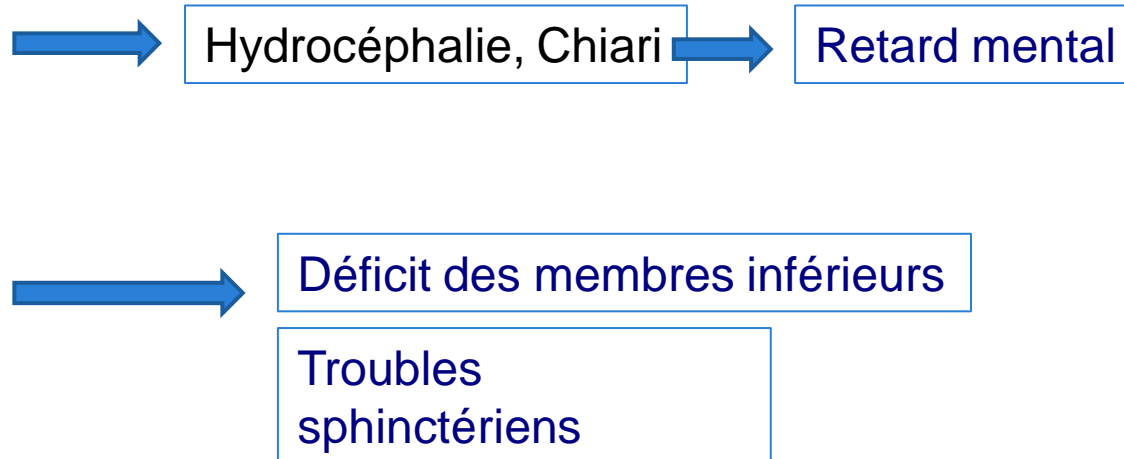 Hydrocéphalie, Chiari
Retard mental
Déficit des membres inférieurs
Troubles
sphinctériens